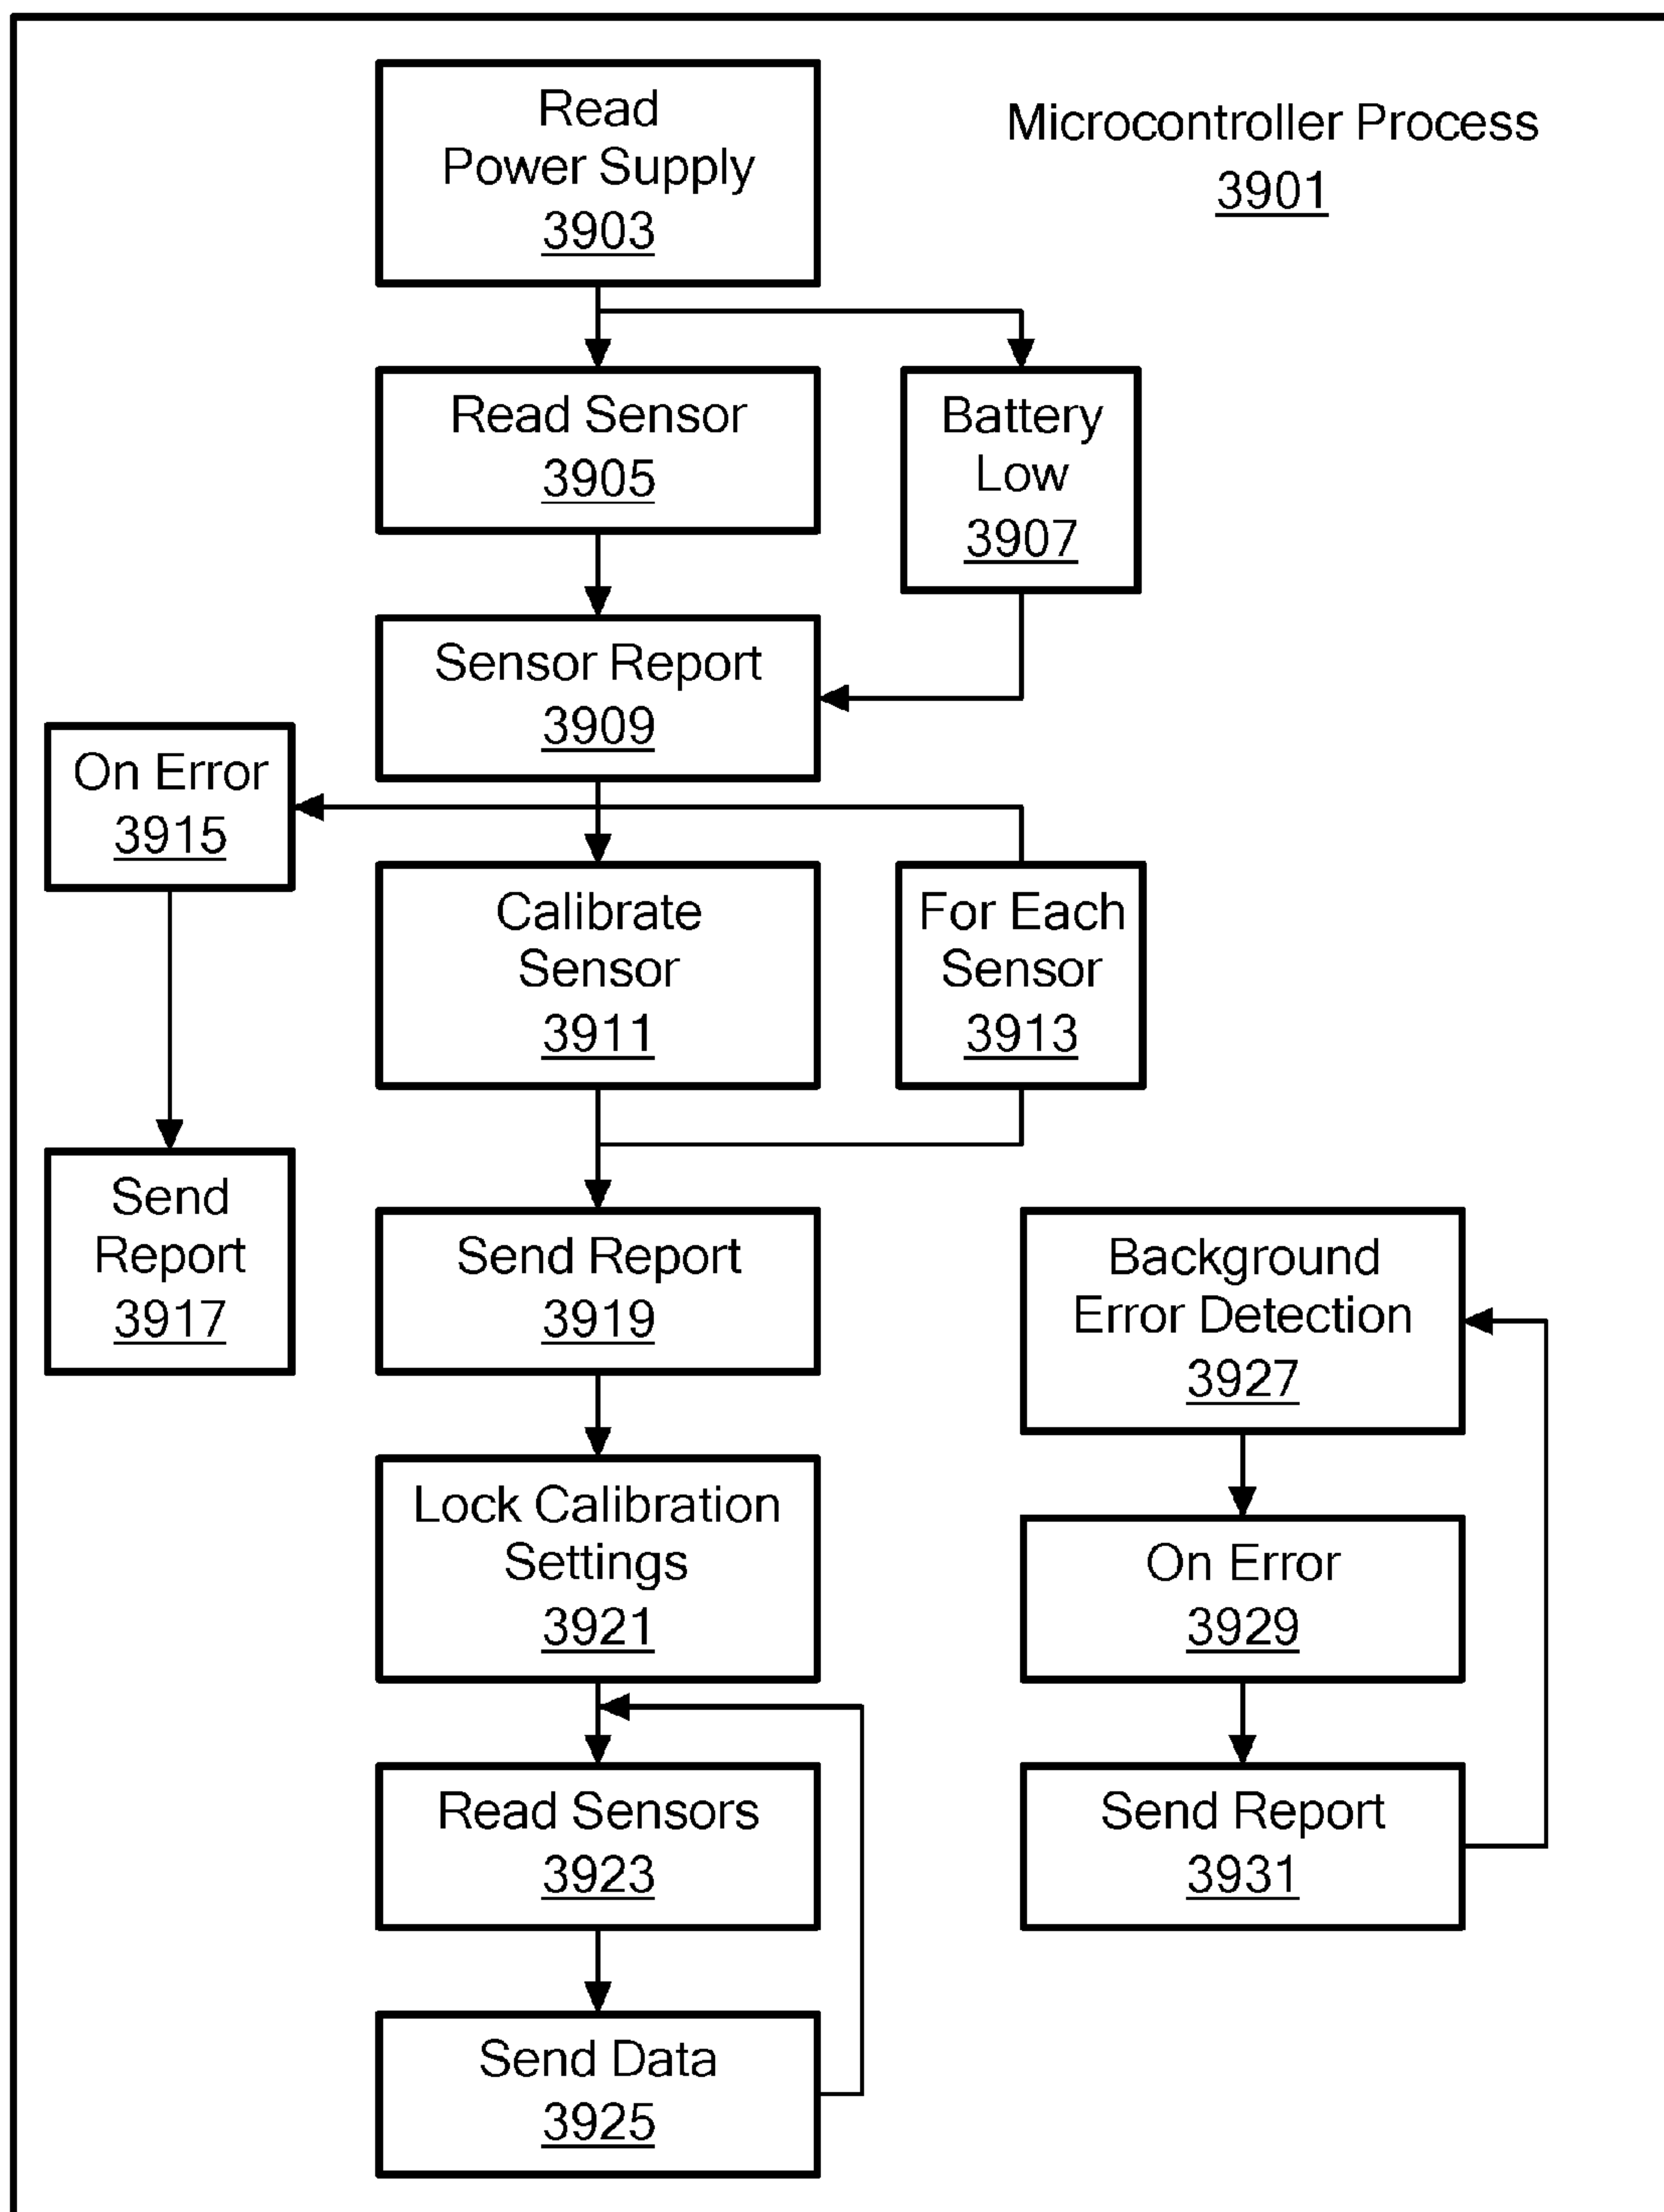 Read
Power Supply
3903
Microcontroller Process
3901
Read Sensor
3905
Battery
Low
3907
Sensor Report
3909
On Error
3915
Calibrate
Sensor
3911
For Each
Sensor
3913
Send
Report
3917
Send Report
3919
Background
Error Detection
3927
Lock Calibration
Settings
3921
On Error
3929
Read Sensors
3923
Send Report
3931
Send Data
3925